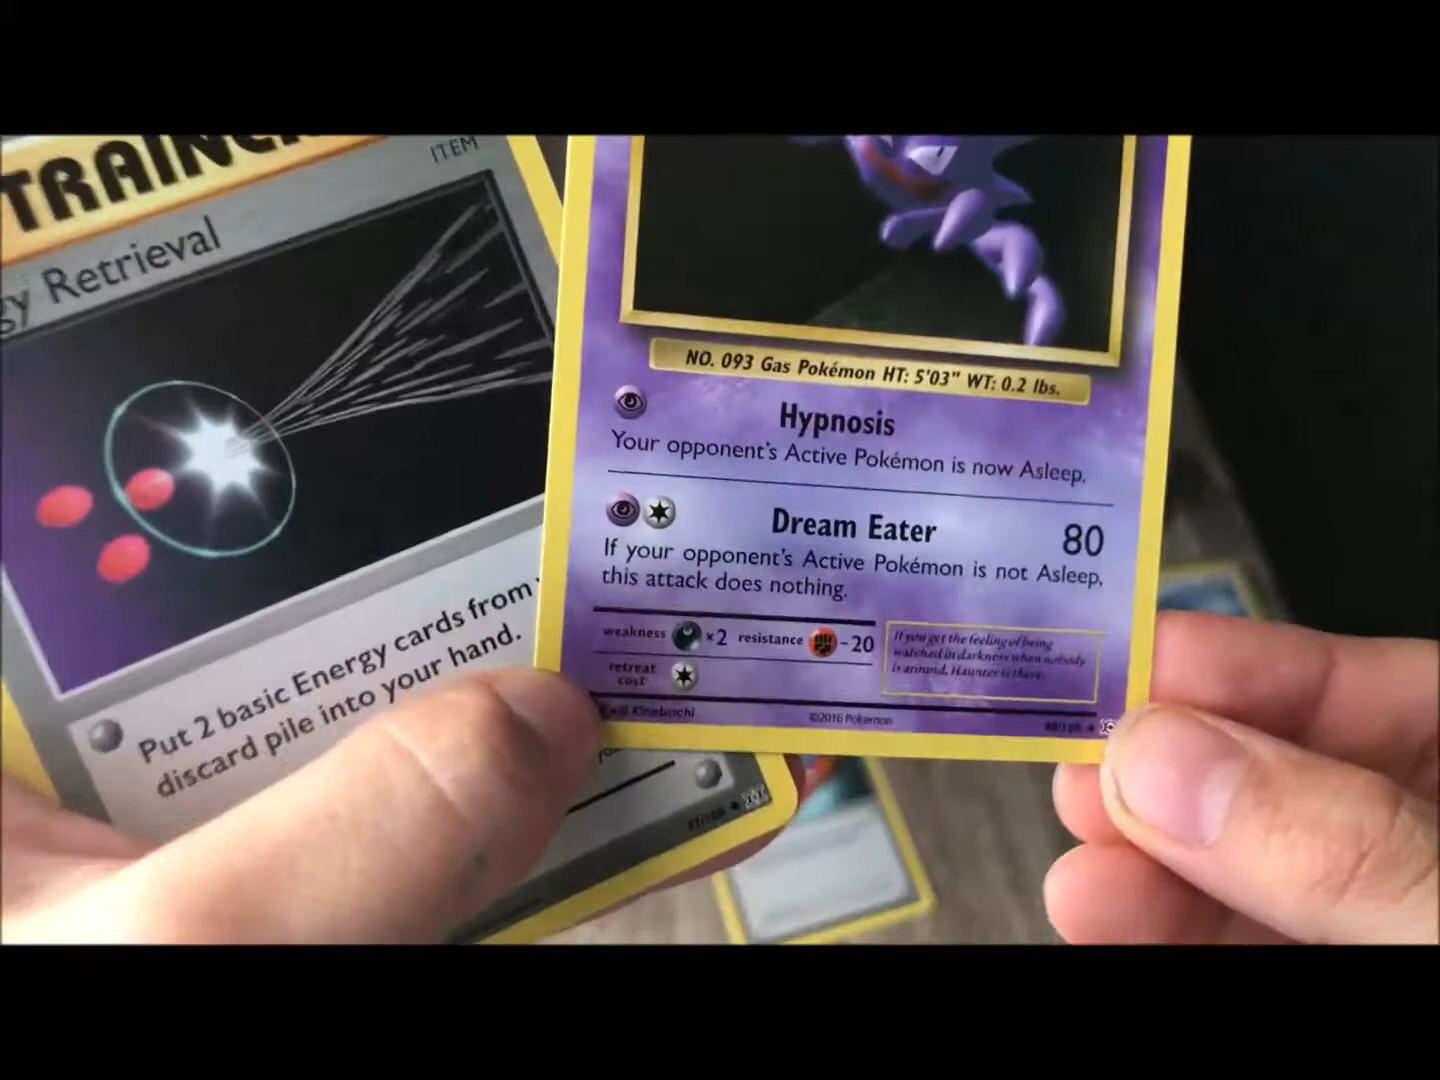 TRAINE
ITEM
gy Retrieval
Put 2 basic Energy cards from
discard pile into your hand.
NO. 093 Gas Pokémon HT: 5'03" WT: 0.2 lbs.
Hypnosis
Your opponent's Active Pokémon is now Asleep.
Dream Eater 80
If your opponent's Active Pokémon is not Asleep,
this attack does nothing.
weakness ×2 resistance -20
retreat
cost
If you get the feeling of being
watched in darkness when nobody
is around, Haunter is there.
Kinebuchi
©2016 Pokémon